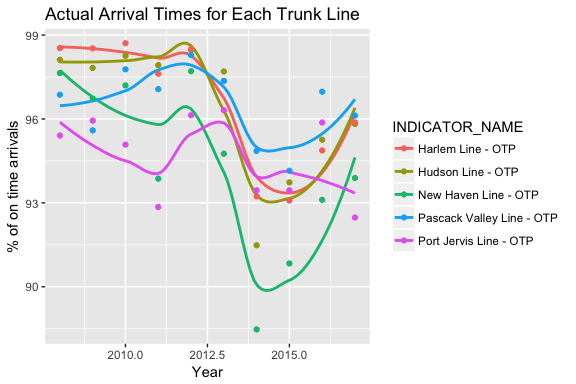 Actual Arrival Times for Each Trunk Line
99
96
93
90
% of on time arrivals
2010.0 2012.5 2015.0
Year
INDICATOR_NAME
Harlem Line - OTP
Hudson Line - OTP
New Haven Line - OTP
Pascack Valley Line - OTP
Port Jervis Line - OTP